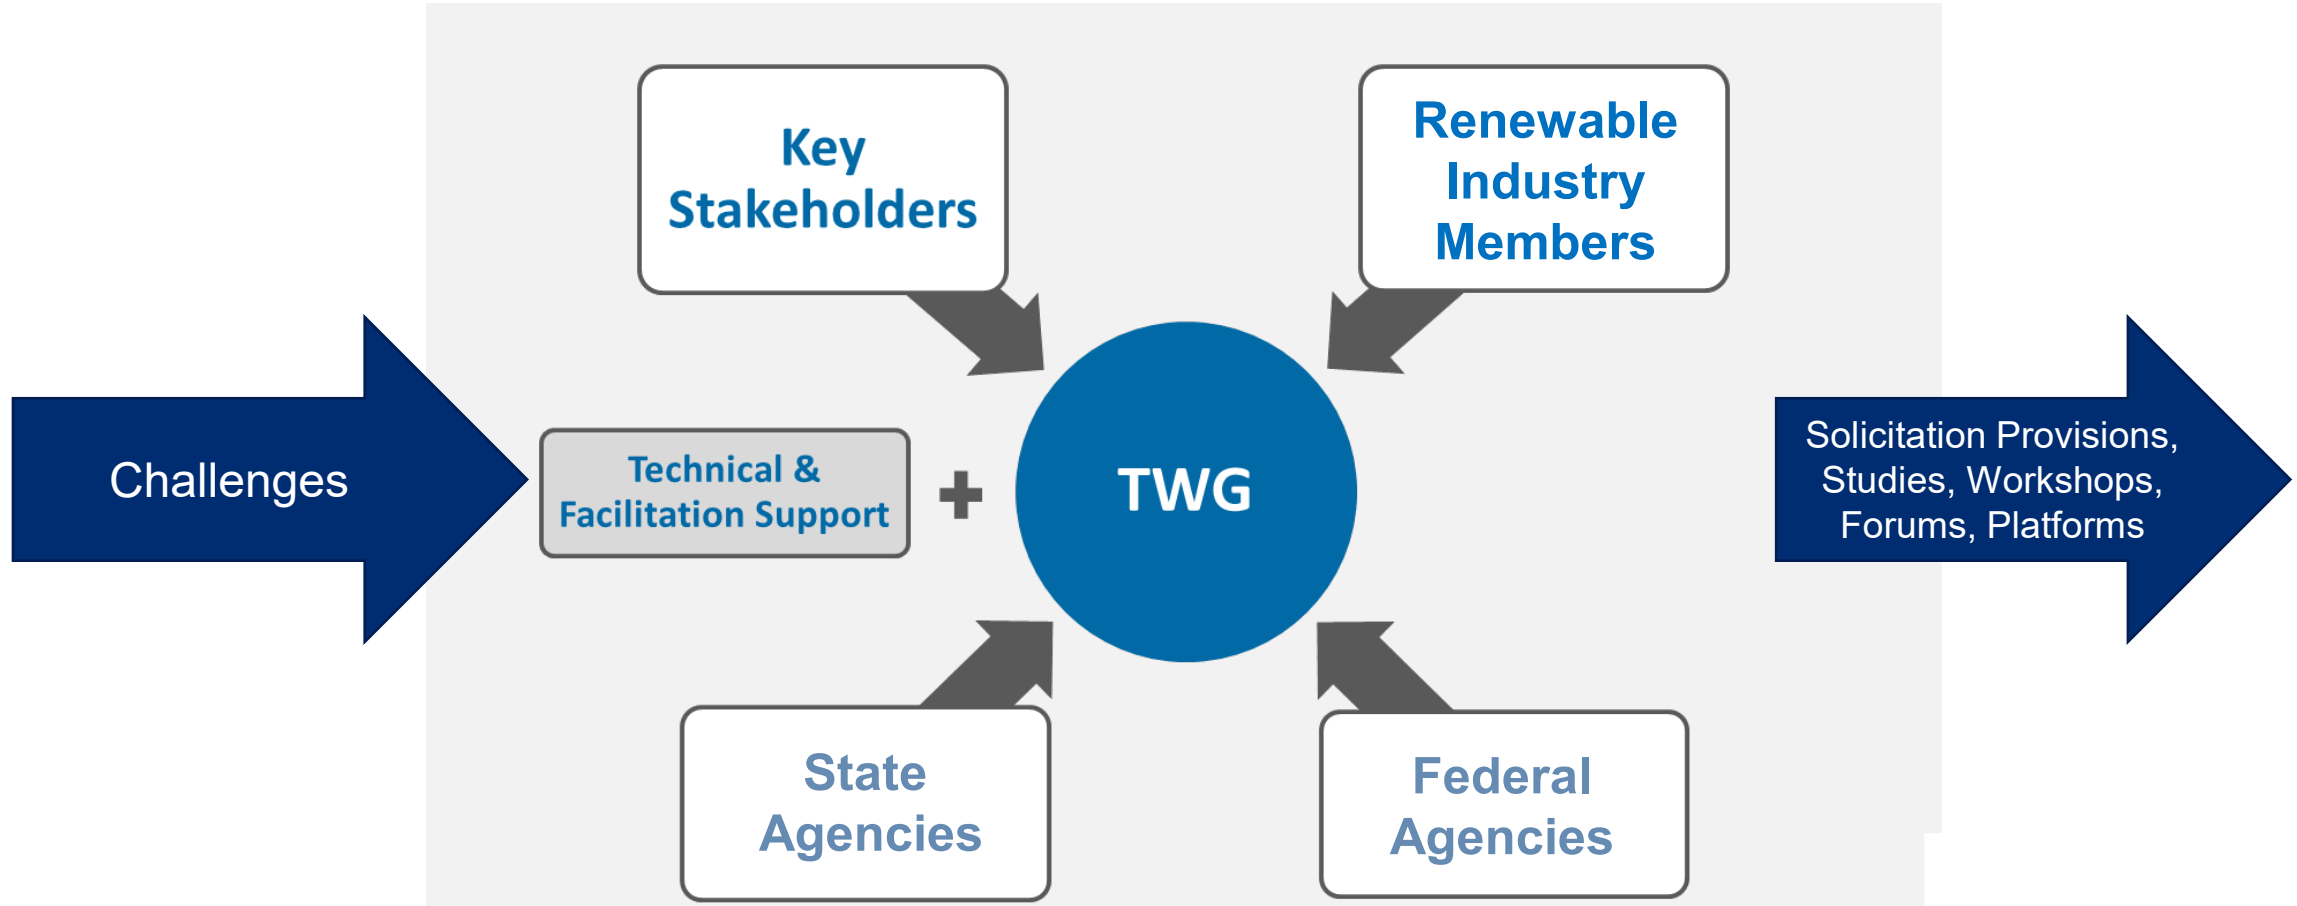 Key
Stakeholders
Renewable
Industry
Members
Challenges
Technical &
Facilitation Support
TWG
Solicitation Provisions,
Studies, Workshops,
Forums, Platforms
State
Agencies
Federal
Agencies